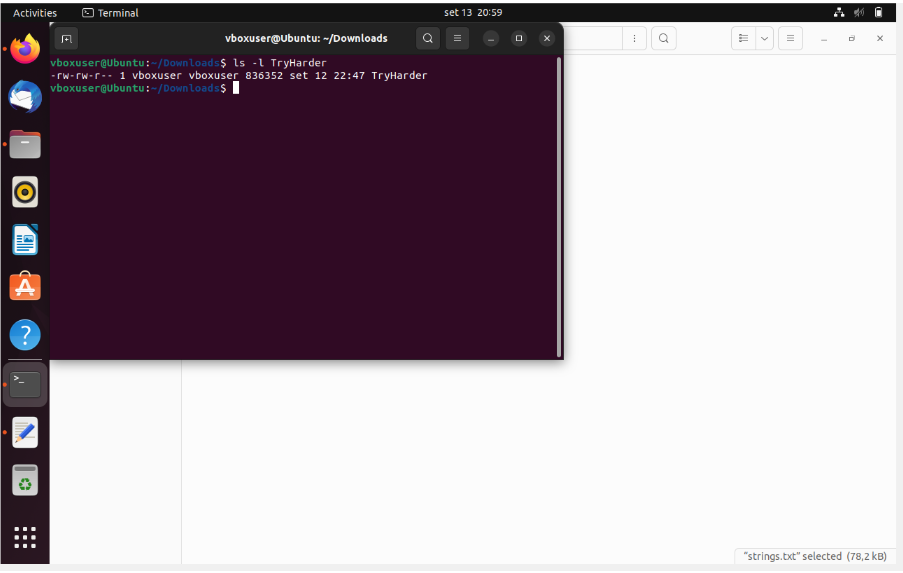 Activities Terminal set 13 20:59
vboxuser@Ubuntu: ~/Downloads
vboxuser@Ubuntu:~/Downloads$ ls -l TryHarder
-rw-rw-r-- 1 vboxuser vboxuser 836352 set 12 22:47 TryHarder
vboxuser@Ubuntu:~/Downloads$
"strings.txt" selected (78,2 kB)